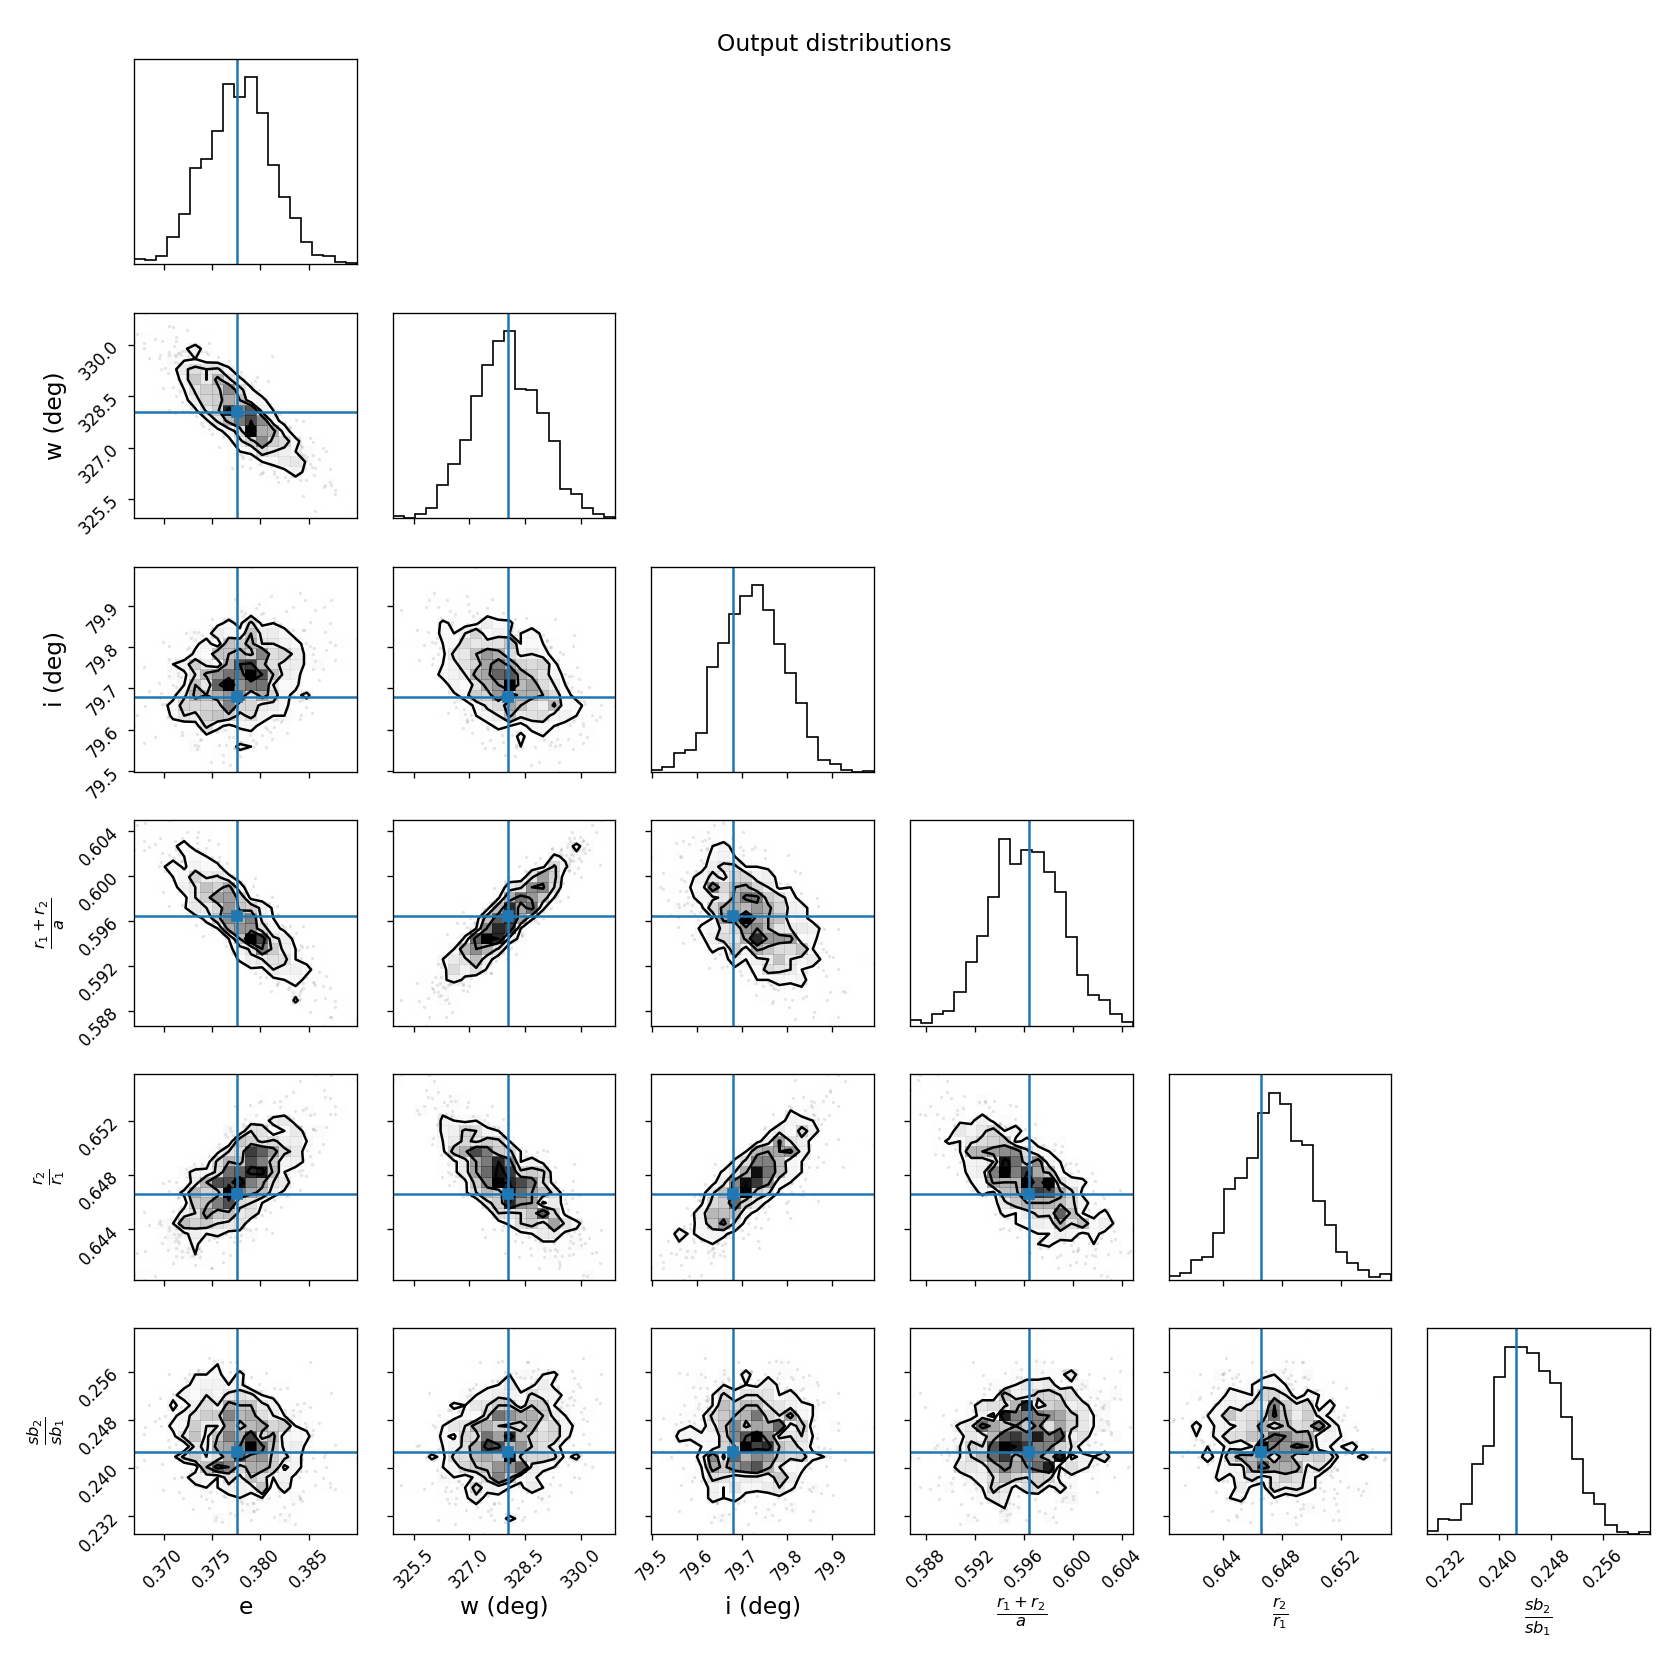 Output distributions
w (deg)
330.0
328.5
327.0
325.5
i (deg)
79.9
79.8
79.7
79.6
79.5
r₁ + r₂ / a
0.604
0.600
0.596
0.592
0.588
r₂ / r₁
0.652
0.648
0.644
sb₂ / sb₁
0.256
0.248
0.240
0.232
0.370 0.375 0.380 0.385 325.5 327.0 328.5 330.0 79.5 79.6 79.7 79.8 79.9 0.588 0.592 0.596 0.600 0.604 0.644 0.648 0.652 0.232 0.240 0.248 0.256
e w (deg) i (deg) r₁ + r₂ / a r₂ / r₁ sb₂ / sb₁